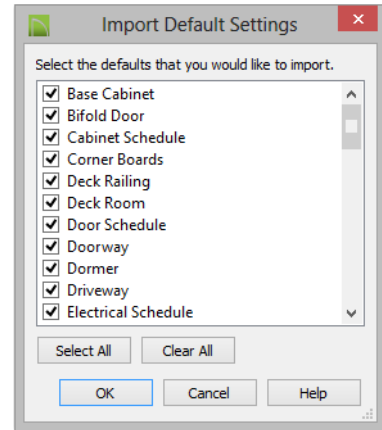 Import Default Settings
Select the defaults that you would like to import.
Base Cabinet
Bifold Door
Cabinet Schedule
Corner Boards
Deck Railing
Deck Room
Door Schedule
Doorway
Dormer
Driveway
Electrical Schedule
Select All Clear All
OK Cancel Help